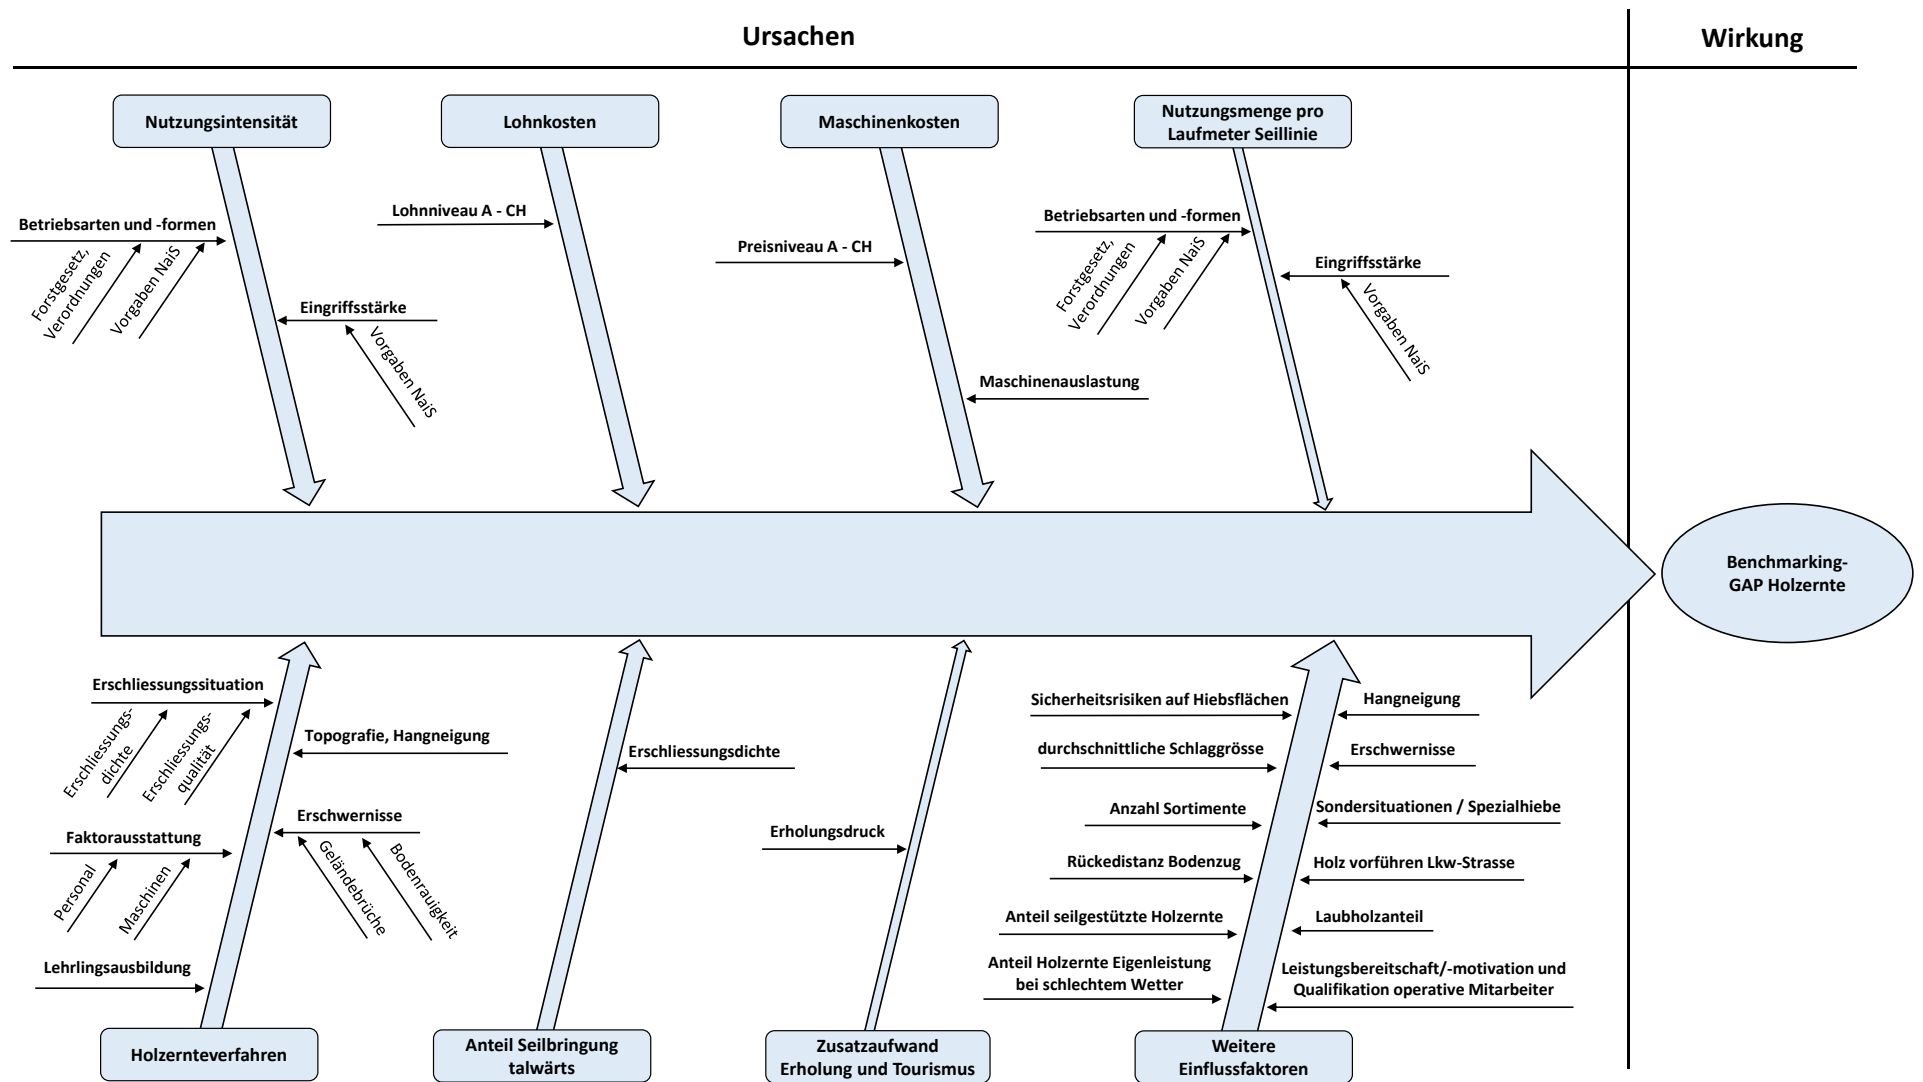 Ursachen
Wirkung
Nutzungsintensität
Lohnkosten
Maschinenkosten
Nutzungsmenge pro
Laufmeter Seillinie
Betriebsarten und -formen
Forstgesetz,
Verordnungen
Vorgaben NaiS
Eingriffsstärke
Vorgaben NaiS
Lohnniveau A - CH
Preisniveau A - CH
Maschinenauslastung
Betriebsarten und -formen
Forstgesetz,
Verordnungen
Vorgaben NaiS
Eingriffsstärke
Vorgaben NaiS
Benchmarking-
GAP Holzernte
Erschliessungssituation
Erschliessungs-
dichte
Erschliessungs-
qualität
Topografie, Hangneigung
Faktorausstattung
Personal
Maschinen
Erschwernisse
Geländebrüche
Bodenrauigkeit
Lehrlingsausbildung
Erschliessungsdichte
Erholungsdruck
Sicherheitsrisiken auf Hiebsflächen
durchschnittliche Schlaggrösse
Anzahl Sortimente
Rückedistanz Bodenzug
Anteil seilgestützte Holzernte
Anteil Holzernte Eigenleistung
bei schlechtem Wetter
Hangneigung
Erschwernisse
Sondersituationen / Spezialhiebe
Holz vorführen Lkw-Strasse
Laubholzanteil
Leistungsbereitschaft/-motivation und
Qualifikation operative Mitarbeiter
Holzernteverfahren
Anteil Seilbringung
talwärts
Zusatzaufwand
Erholung und Tourismus
Weitere
Einflussfaktoren